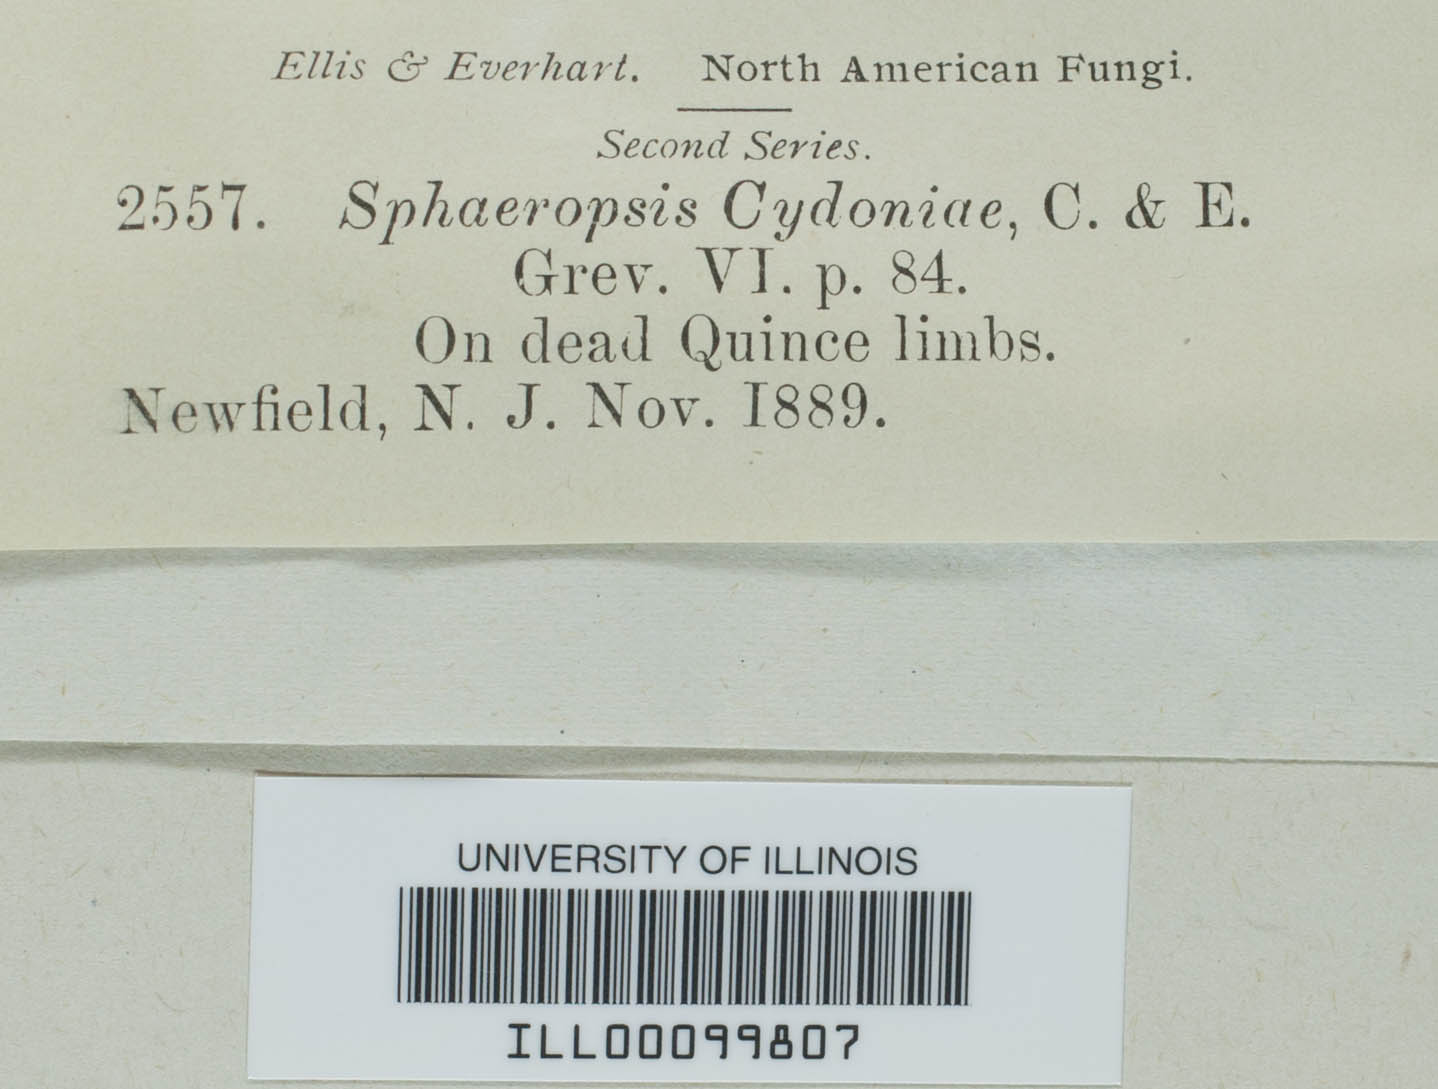 Ellis & Everhart. North American Fungi.
Second Series.
2557. Sphaeropsis Cydoniae, C. & E.
Grev. VI. p. 84.
On dead Quince limbs.
Newfield, N. J. Nov. 1889.
UNIVERSITY OF ILLINOIS
ILL00099807